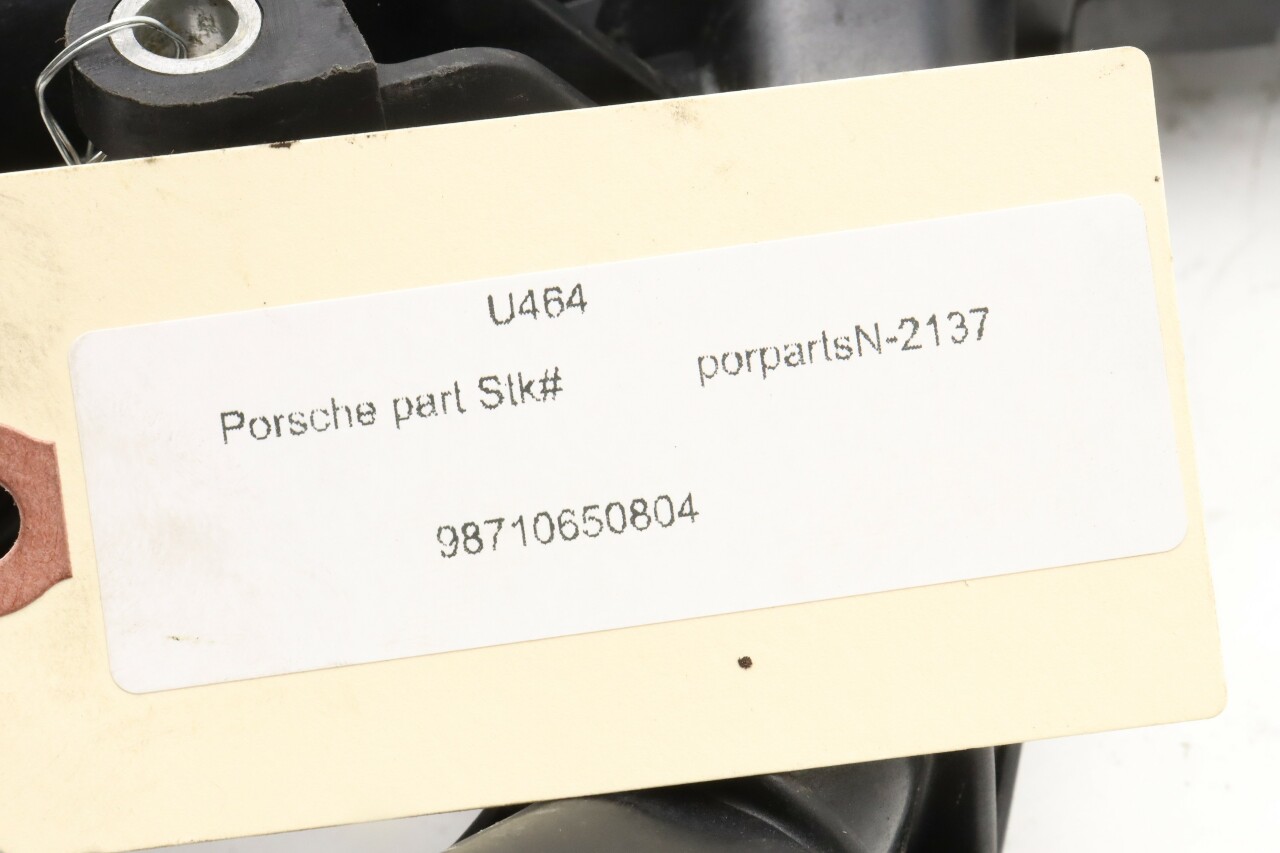 U464
Porsche part Stk# porpartsN-2137
98710650804